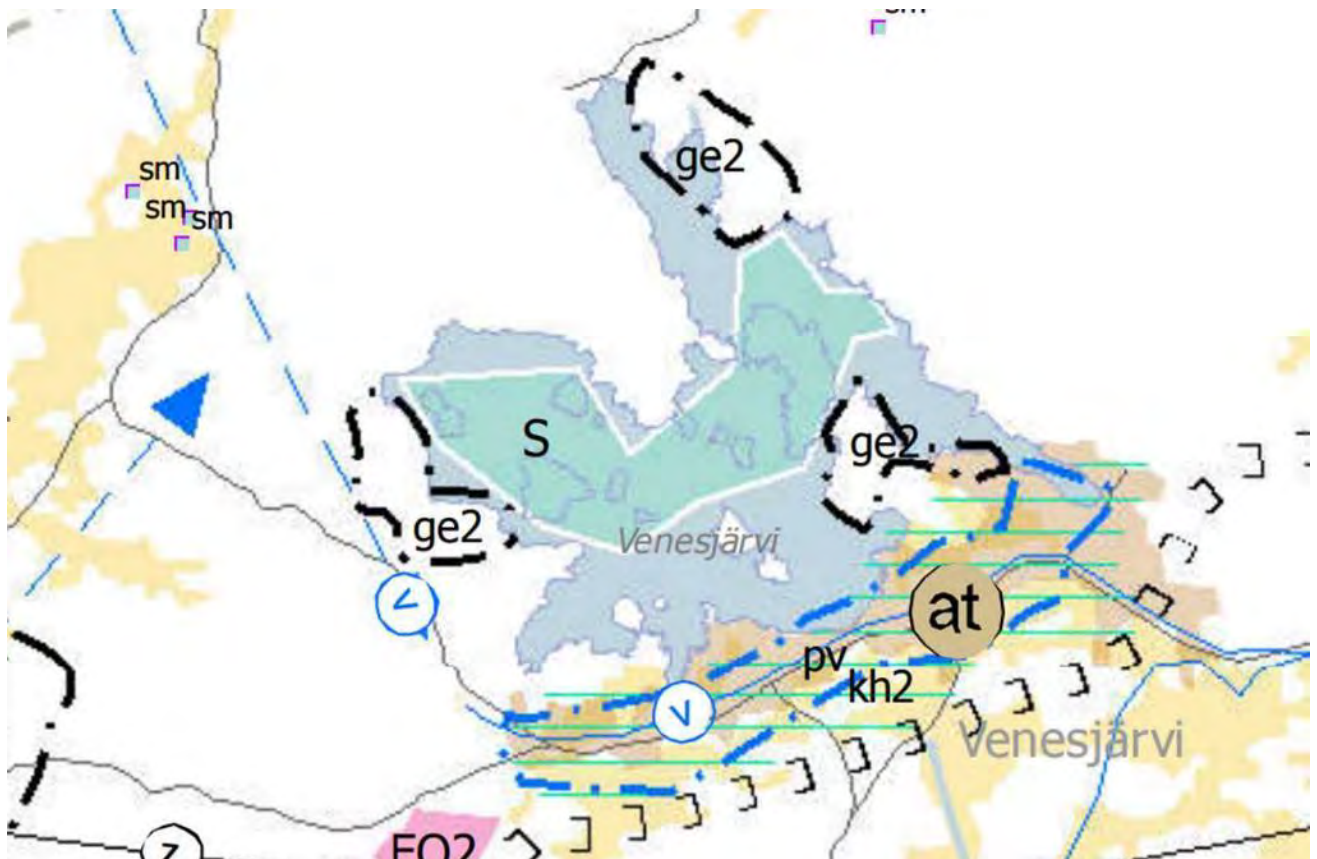 sm
ge2
sm
sm
sm
S
ge2
ge2
Venesjärvi
<
at
pv
kh2
v
Venesjärvi
EO2
z